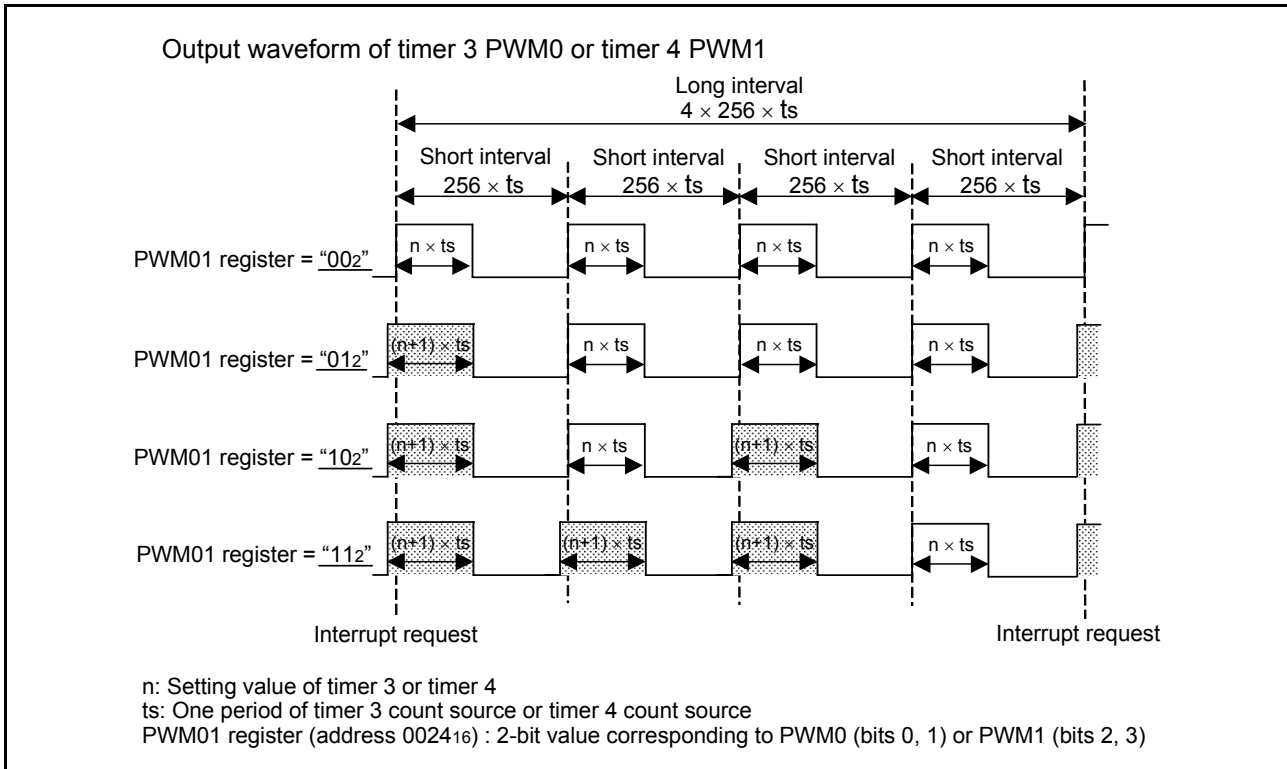 Output waveform of timer 3 PWM0 or timer 4 PWM1
Long interval
4 × 256 × ts
Short interval Short interval Short interval Short interval
256 × ts 256 × ts 256 × ts 256 × ts
PWM01 register = “002” n × ts n × ts n × ts n × ts
PWM01 register = “012” (n+1) × ts n × ts n × ts n × ts
PWM01 register = “102” (n+1) × ts n × ts (n+1) × ts n × ts
PWM01 register = “112” (n+1) × ts (n+1) × ts (n+1) × ts n × ts
Interrupt request Interrupt request
n: Setting value of timer 3 or timer 4
ts: One period of timer 3 count source or timer 4 count source
PWM01 register (address 002416) : 2-bit value corresponding to PWM0 (bits 0, 1) or PWM1 (bits 2, 3)